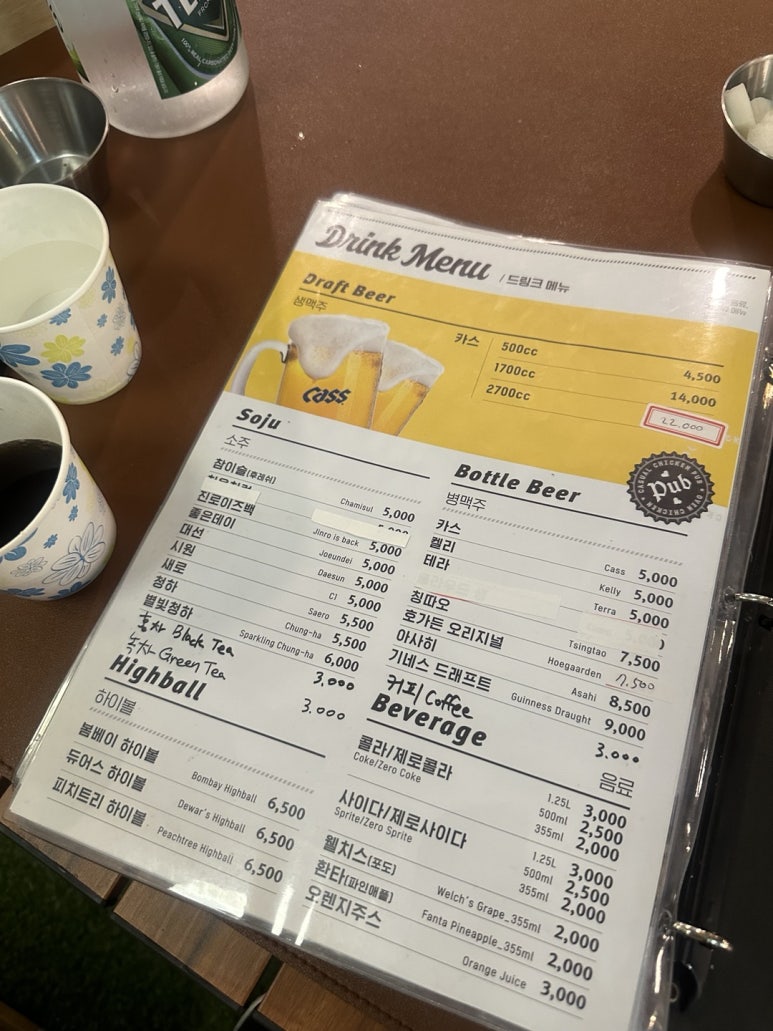 100% REAL CARBONATED
Drink Menu / 드링크 메뉴
Draft Beer
생맥주
카스
500cc 4,500
1700cc 14,000
2700cc 22,000
Cass
CASUAL CHICKEN PUB
Pub
Soju
소주
참이슬(후레쉬) Chamisul 5,000
진로이즈백 Jinro is back 5,000
좋은데이 Joeundei 5,000
대선 Daesun 5,000
시원 C1 5,000
새로 Saero 5,500
청하 Chung-ha 5,500
별빛청하 Sparkling Chung-ha 6,000
홍차 Black Tea 3,000
녹차 Green Tea 3,000
Highball
하이볼
봄베이 하이볼 Bombay Highball 6,500
듀어스 하이볼 Dewar's Highball 6,500
피치트리 하이볼 Peachtree Highball 6,500
Bottle Beer
병맥주
카스 Cass 5,000
켈리 Kelly 5,000
테라 Terra 5,000
칭따오 Tsingtao 7,500
호가든 오리지널 Hoegaarden 7,500
아사히 Asahi 8,500
기네스 드래프트 Guinness Draught 9,000
커피 Coffee 3,000
Beverage 음료
콜라/제로콜라 1.25L 3,000
Coke/Zero Coke 500ml 2,500
355ml 2,000
사이다/제로사이다 1.25L 3,000
Sprite/Zero Sprite 500ml 2,500
355ml 2,000
웰치스(포도) Welch's Grape_355ml 2,000
환타(파인애플) Fanta Pineapple_355ml 2,000
오렌지주스 Orange Juice 3,000